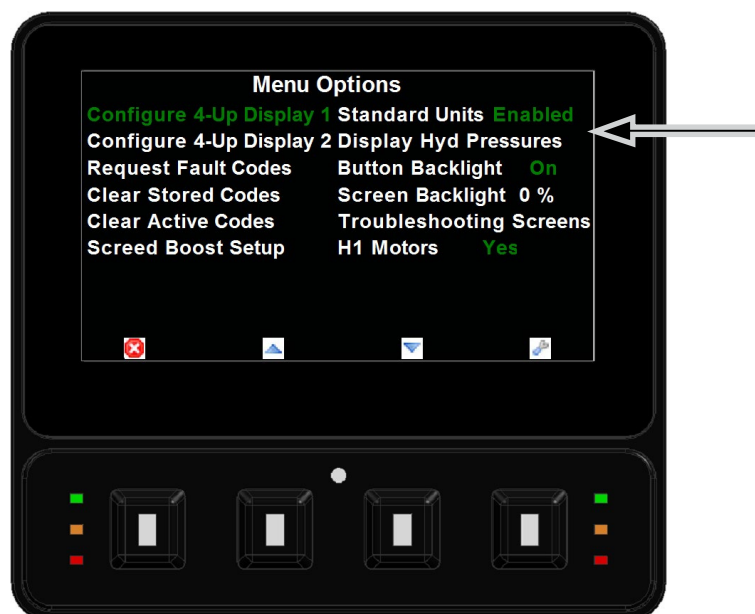 Menu Options
Configure 4-Up Display 1 Standard Units Enabled
Configure 4-Up Display 2 Display Hyd Pressures
Request Fault Codes Button Backlight On
Clear Stored Codes Screen Backlight 0 %
Clear Active Codes Troubleshooting Screens
Screed Boost Setup H1 Motors Yes